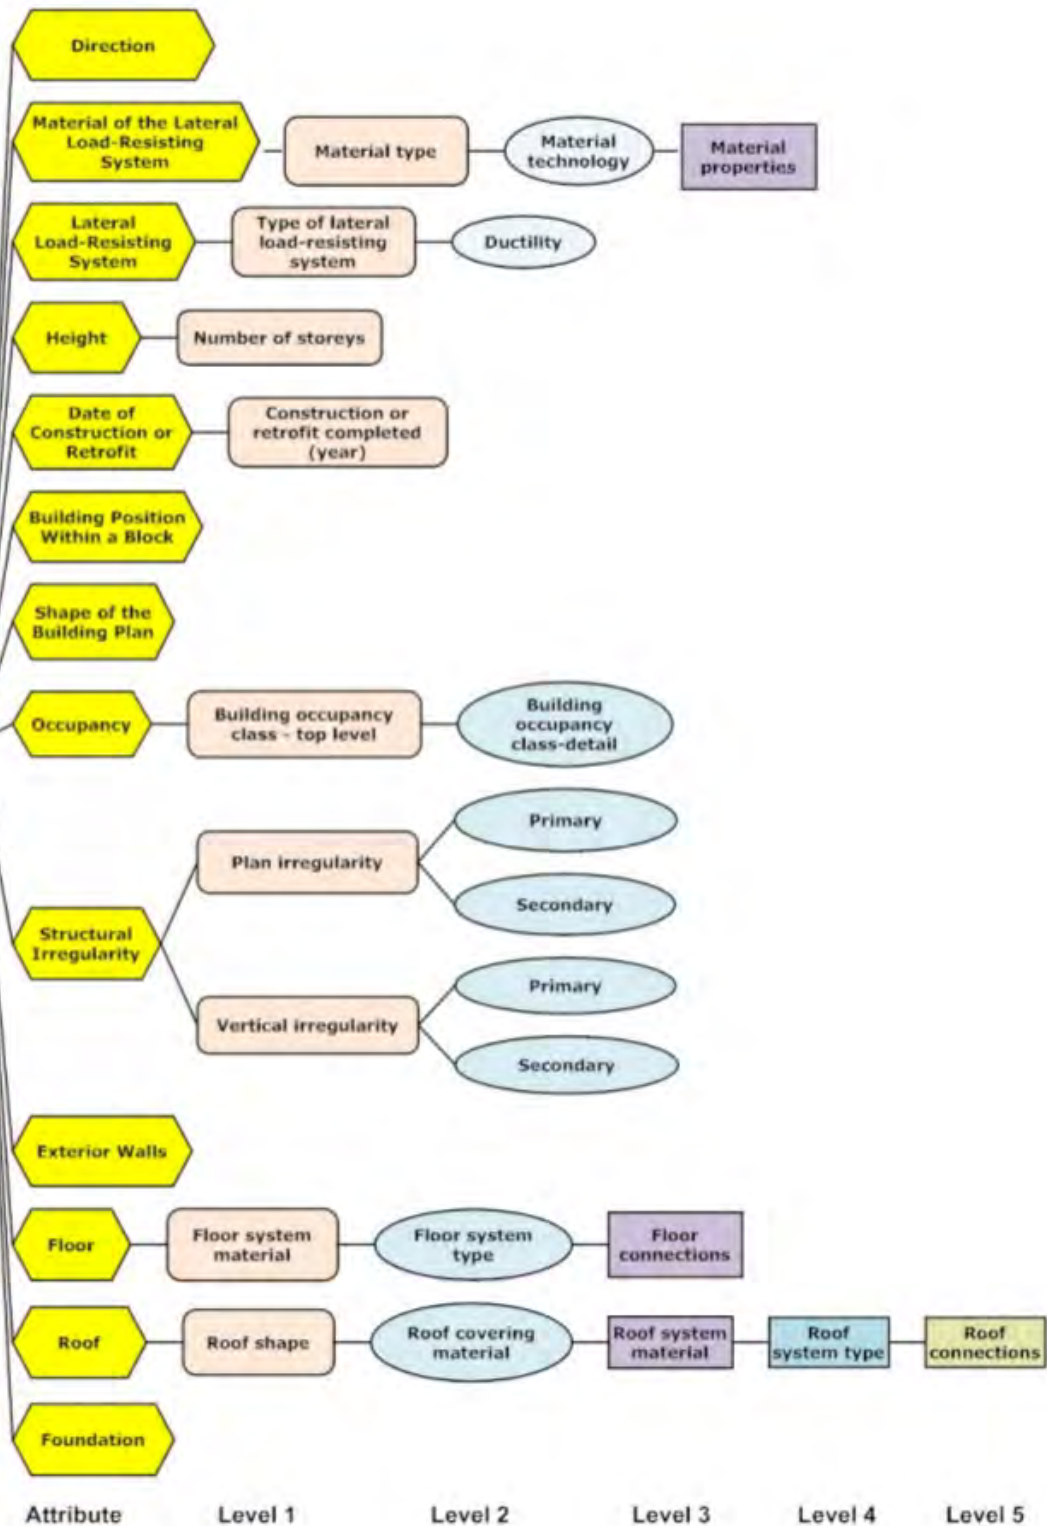 Direction
Material of the Lateral
Load-Resisting
System
Material type
Material
technology
Material
properties
Lateral
Load-Resisting
System
Type of lateral
load-resisting
system
Ductility
Height
Number of storeys
Date of
Construction or
Retrofit
Construction or
retrofit completed
(year)
Building Position
Within a Block
Shape of the
Building Plan
Occupancy
Building occupancy
class - top level
Building
occupancy
class-detail
Structural
Irregularity
Plan irregularity
Primary
Secondary
Vertical irregularity
Primary
Secondary
Exterior Walls
Floor
Floor system
material
Floor system
type
Floor
connections
Roof
Roof shape
Roof covering
material
Roof system
material
Roof
system type
Roof
connections
Foundation
Attribute
Level 1
Level 2
Level 3
Level 4
Level 5